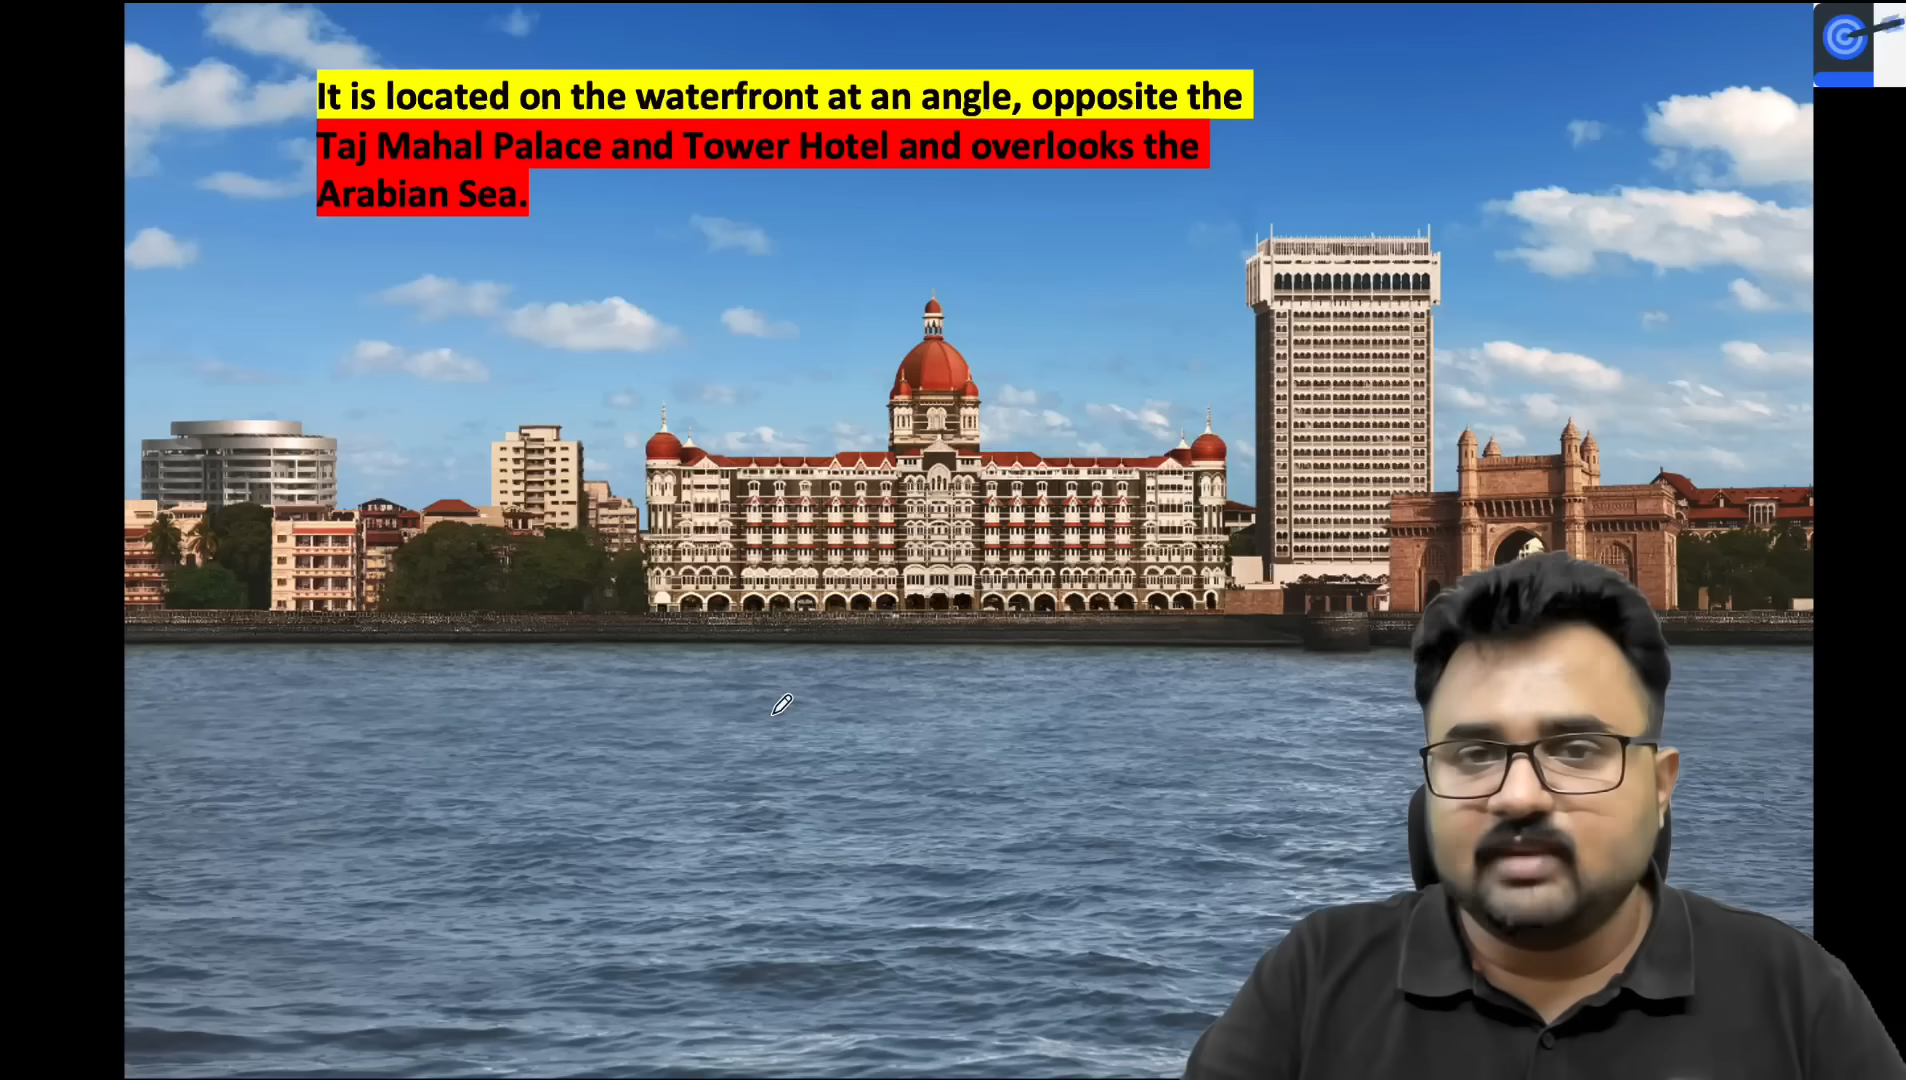 It is located on the waterfront at an angle, opposite the
Taj Mahal Palace and Tower Hotel and overlooks the
Arabian Sea.